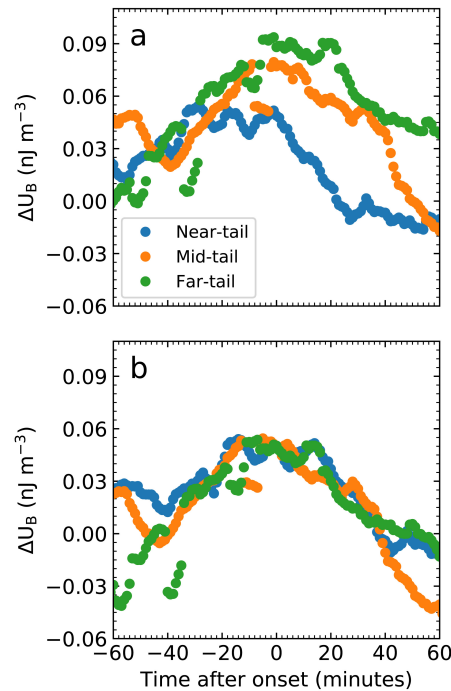 a
0.09
0.06
0.03
0.00
−0.03
−0.06
ΔU_B (nJ m⁻³)
Near-tail
Mid-tail
Far-tail
b
0.09
0.06
0.03
0.00
−0.03
−0.06
ΔU_B (nJ m⁻³)
−60 −40 −20 0 20 40 60
Time after onset (minutes)